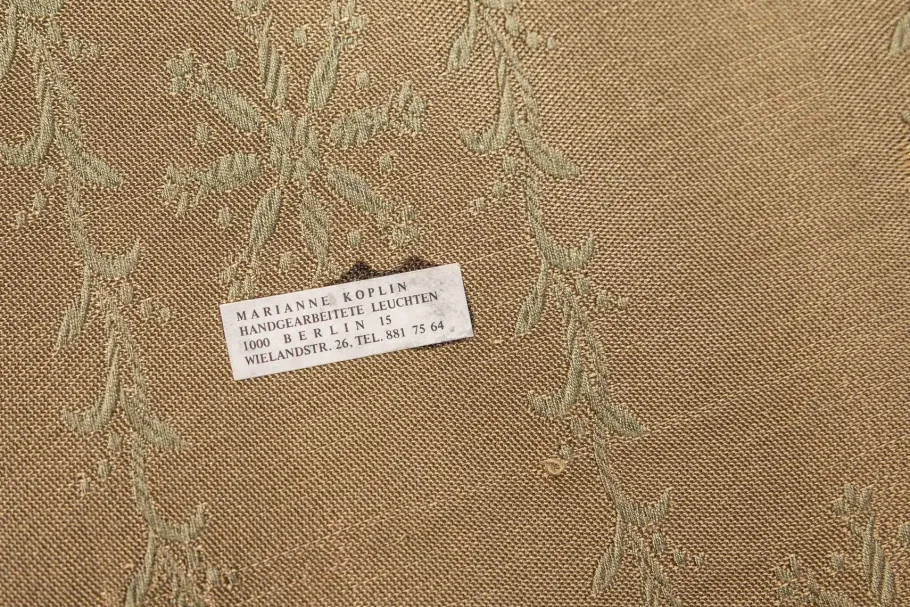 MARIANNE KOPLIN
HANDGEARBEITETE LEUCHTEN
1000 BERLIN 15
WIELANDSTR. 26, TEL. 881 75 64